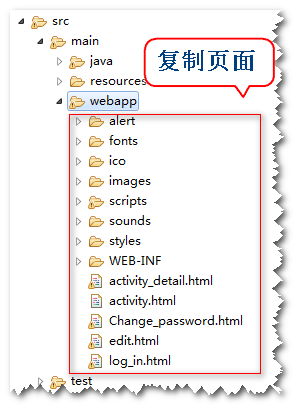 src
main
java
resources
复制页面
webapp
alert
fonts
ico
images
scripts
sounds
styles
WEB-INF
activity_detail.html
activity.html
Change_password.html
edit.html
log_in.html
test